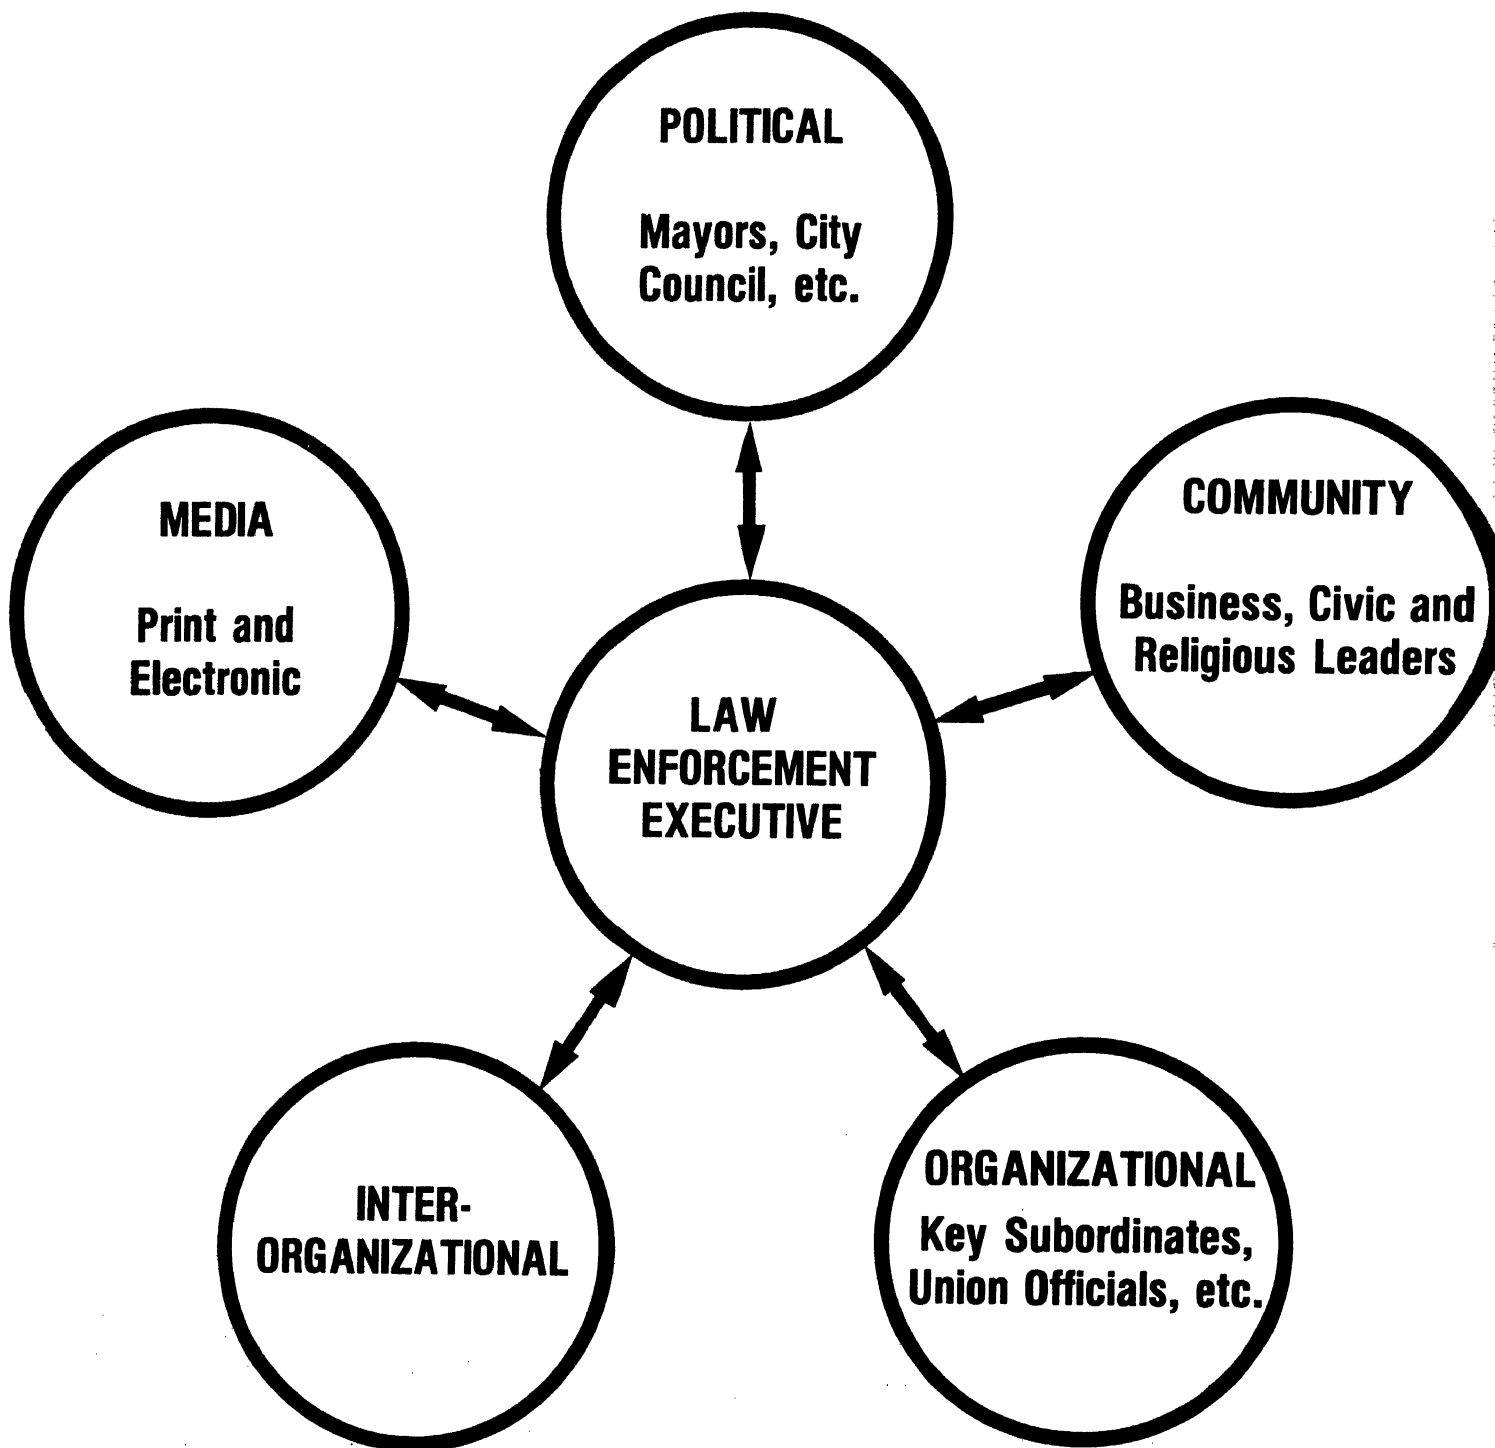 POLITICAL
Mayors, City
Council, etc.
MEDIA
Print and
Electronic
COMMUNITY
Business, Civic and
Religious Leaders
LAW
ENFORCEMENT
EXECUTIVE
INTER-
ORGANIZATIONAL
ORGANIZATIONAL
Key Subordinates,
Union Officials, etc.